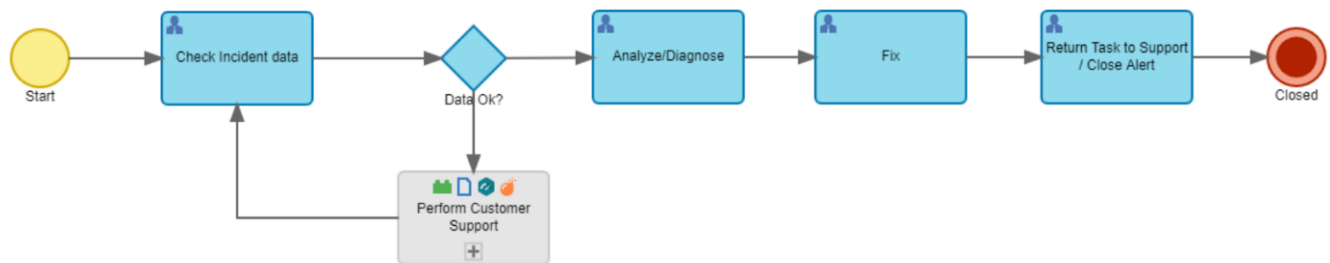 Start
Check Incident data
Data Ok?
Analyze/Diagnose
Fix
Return Task to Support
/ Close Alert
Closed
Perform Customer
Support